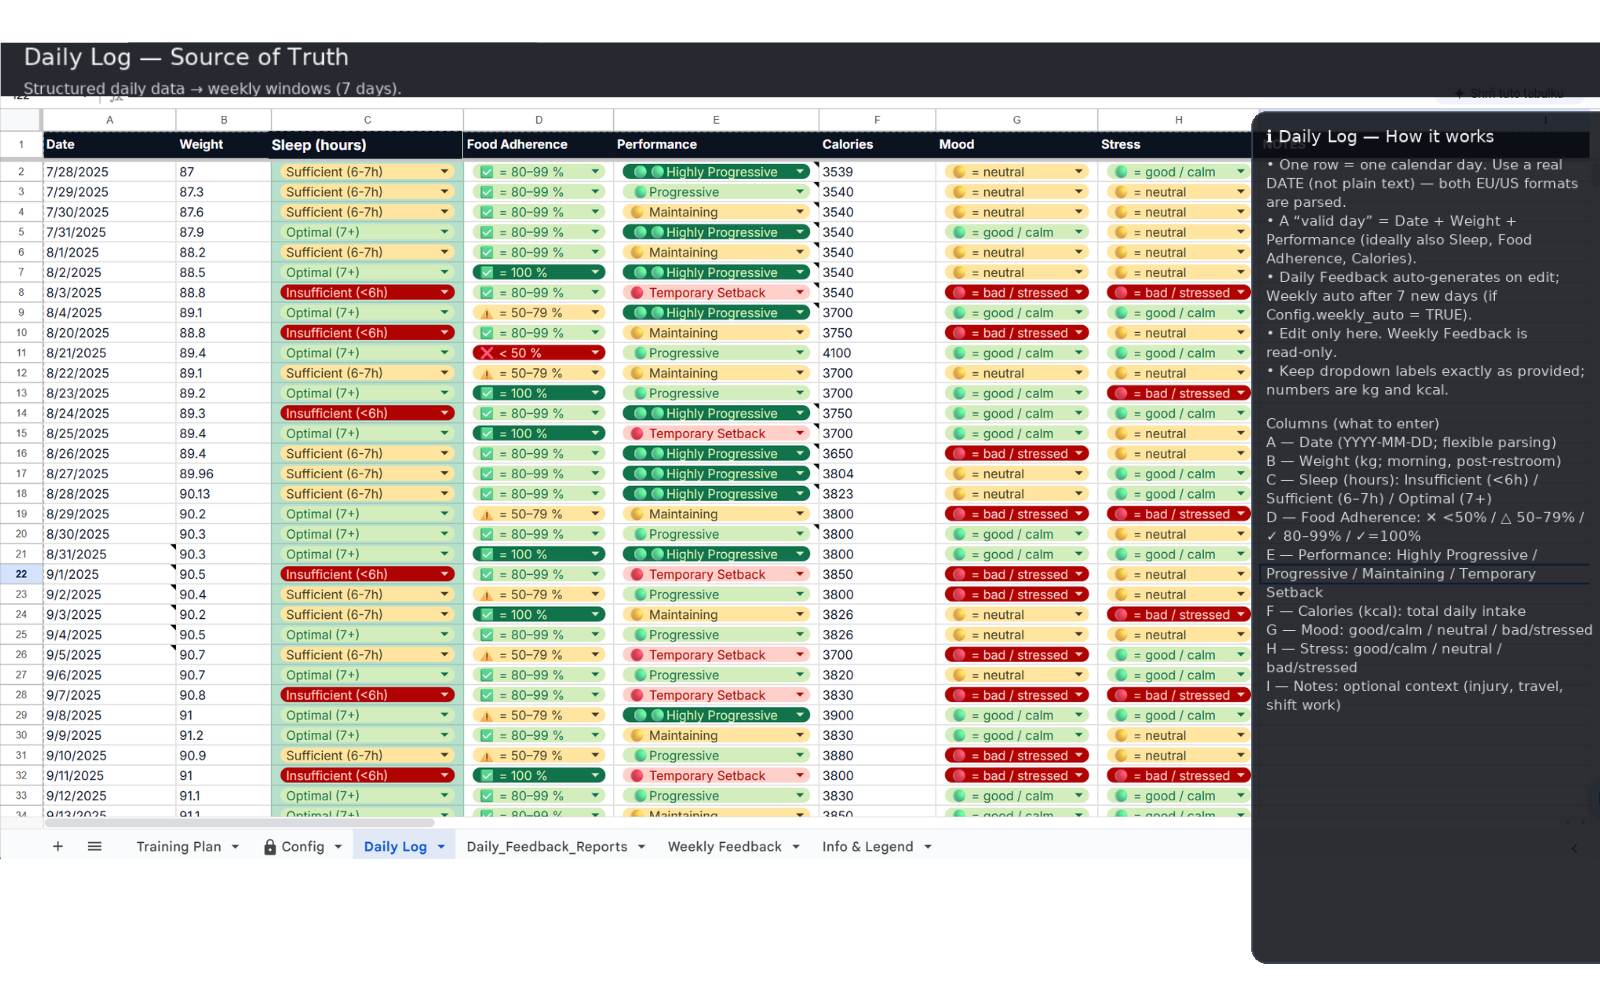 Daily Log — Source of Truth
Structured daily data → weekly windows (7 days).
Shrň tuto tabulku
A B C D E F G H I
1 Date Weight Sleep (hours) Food Adherence Performance Calories Mood Stress
2 7/28/2025 87 Sufficient (6-7h) ✅ = 80–99 % Highly Progressive 3539 = neutral = good / calm
3 7/29/2025 87.3 Sufficient (6-7h) ✅ = 80–99 % Progressive 3540 = neutral = neutral
4 7/30/2025 87.6 Sufficient (6-7h) ✅ = 80–99 % Maintaining 3540 = neutral = neutral
5 7/31/2025 87.9 Optimal (7+) ✅ = 80–99 % Highly Progressive 3540 = good / calm = neutral
6 8/1/2025 88.2 Sufficient (6-7h) ✅ = 80–99 % Maintaining 3540 = neutral = neutral
7 8/2/2025 88.5 Optimal (7+) ✅ = 100 % Highly Progressive 3540 = neutral = neutral
8 8/3/2025 88.8 Insufficient (<6h) ✅ = 80–99 % Temporary Setback 3540 = bad / stressed = bad / stressed
9 8/4/2025 89.1 Optimal (7+) ⚠️ = 50–79 % Highly Progressive 3700 = good / calm = neutral
10 8/20/2025 88.8 Insufficient (<6h) ✅ = 80–99 % Maintaining 3750 = bad / stressed = neutral
11 8/21/2025 89.4 Optimal (7+) ❌ < 50 % Progressive 4100 = good / calm = good / calm
12 8/22/2025 89.1 Sufficient (6-7h) ⚠️ = 50–79 % Maintaining 3700 = neutral = neutral
13 8/23/2025 89.2 Optimal (7+) ✅ = 100 % Progressive 3700 = good / calm = bad / stressed
14 8/24/2025 89.3 Insufficient (<6h) ✅ = 80–99 % Highly Progressive 3750 = good / calm = good / calm
15 8/25/2025 89.4 Optimal (7+) ✅ = 100 % Temporary Setback 3700 = good / calm = neutral
16 8/26/2025 89.4 Sufficient (6-7h) ✅ = 80–99 % Highly Progressive 3650 = bad / stressed = neutral
17 8/27/2025 89.96 Sufficient (6-7h) ✅ = 80–99 % Highly Progressive 3804 = neutral = good / calm
18 8/28/2025 90.13 Sufficient (6-7h) ✅ = 80–99 % Highly Progressive 3823 = neutral = good / calm
19 8/29/2025 90.2 Optimal (7+) ⚠️ = 50–79 % Maintaining 3800 = bad / stressed = bad / stressed
20 8/30/2025 90.3 Optimal (7+) ✅ = 80–99 % Progressive 3800 = good / calm = neutral
21 8/31/2025 90.3 Optimal (7+) ✅ = 100 % Highly Progressive 3800 = good / calm = good / calm
22 9/1/2025 90.5 Insufficient (<6h) ✅ = 80–99 % Temporary Setback 3850 = bad / stressed = neutral
23 9/2/2025 90.4 Sufficient (6-7h) ⚠️ = 50–79 % Progressive 3800 = bad / stressed = neutral
24 9/3/2025 90.2 Sufficient (6-7h) ✅ = 100 % Maintaining 3826 = neutral = bad / stressed
25 9/4/2025 90.5 Optimal (7+) ✅ = 80–99 % Progressive 3826 = good / calm = neutral
26 9/5/2025 90.7 Sufficient (6-7h) ⚠️ = 50–79 % Temporary Setback 3700 = bad / stressed = good / calm
27 9/6/2025 90.7 Optimal (7+) ✅ = 80–99 % Progressive 3820 = neutral = good / calm
28 9/7/2025 90.8 Insufficient (<6h) ✅ = 80–99 % Temporary Setback 3830 = bad / stressed = bad / stressed
29 9/8/2025 91 Optimal (7+) ⚠️ = 50–79 % Highly Progressive 3900 = good / calm = good / calm
30 9/9/2025 91.2 Optimal (7+) ✅ = 80–99 % Maintaining 3830 = good / calm = good / calm
31 9/10/2025 90.9 Sufficient (6-7h) ⚠️ = 50–79 % Progressive 3880 = bad / stressed = neutral
32 9/11/2025 91 Insufficient (<6h) ✅ = 100 % Temporary Setback 3800 = bad / stressed = bad / stressed
33 9/12/2025 91.1 Optimal (7+) ✅ = 80–99 % Progressive 3830 = good / calm = good / calm
34 9/13/2025 91.1 Optimal (7+) ✅ = 80–99 % Maintaining 3850 = good / calm = good / calm
Training Plan Config Daily Log Daily_Feedback_Reports Weekly Feedback Info & Legend
ℹ Daily Log — How it works
• One row = one calendar day. Use a real
DATE (not plain text) — both EU/US formats
are parsed.
• A “valid day” = Date + Weight +
Performance (ideally also Sleep, Food
Adherence, Calories).
• Daily Feedback auto-generates on edit;
Weekly auto after 7 new days (if
Config.weekly_auto = TRUE).
• Edit only here. Weekly Feedback is
read-only.
• Keep dropdown labels exactly as provided;
numbers are kg and kcal.
Columns (what to enter)
A — Date (YYYY-MM-DD; flexible parsing)
B — Weight (kg; morning, post-restroom)
C — Sleep (hours): Insufficient (<6h) /
Sufficient (6–7h) / Optimal (7+)
D — Food Adherence: ✕ <50% / △ 50–79% /
✓ 80–99% / ✓=100%
E — Performance: Highly Progressive /
Progressive / Maintaining / Temporary
Setback
F — Calories (kcal): total daily intake
G — Mood: good/calm / neutral / bad/stressed
H — Stress: good/calm / neutral /
bad/stressed
I — Notes: optional context (injury, travel,
shift work)